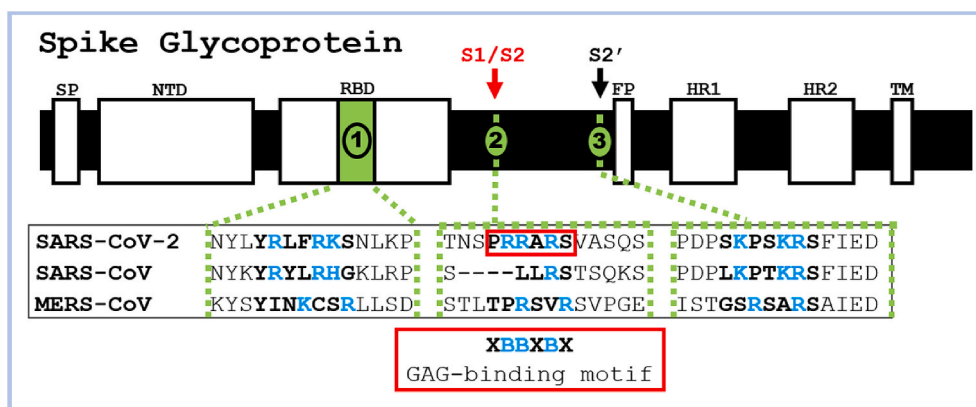 Spike Glycoprotein
S1/S2 S2’
SP NTD RBD FP HR1 HR2 TM
1 2 3
SARS-CoV-2 NYLYRLFRKSNLKP TNSPRRARSVASQS PDPSKPSKRSFIED
SARS-CoV NYKYRYLRHGKLRP S----LLRSTSQKS PDPLKPTKRSFIED
MERS-CoV KYSYINKCSRLLSD STLTPRSVRSVPGE ISTGSRSARSAIED
XBBXBX
GAG-binding motif